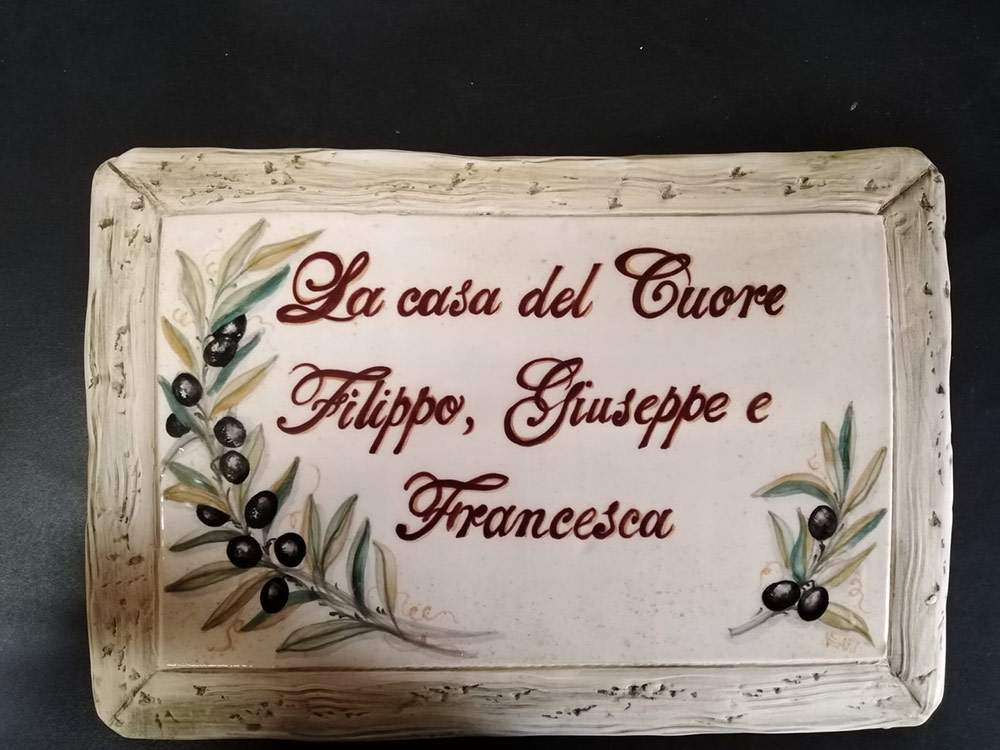 La casa del Cuore
Filippo, Giuseppe e
Francesca